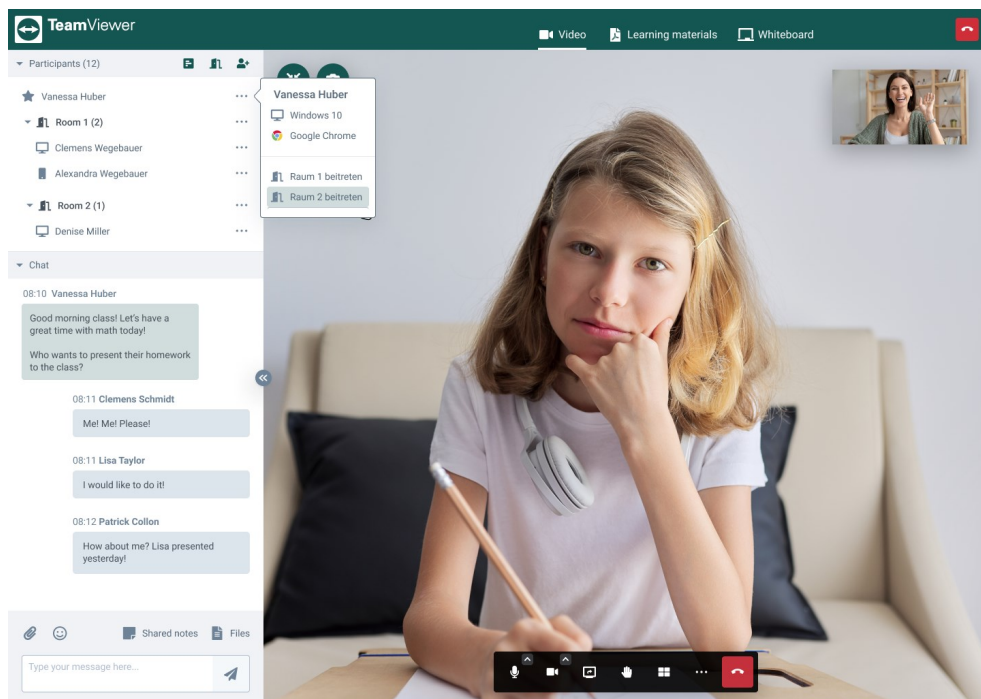 TeamViewer
Video
Learning materials
Whiteboard
Participants (12)
Vanessa Huber
Room 1 (2)
Clemens Wegebauer
Alexandra Wegebauer
Room 2 (1)
Denise Miller
Vanessa Huber
Windows 10
Google Chrome
Raum 1 beitreten
Raum 2 beitreten
Chat
08:10 Vanessa Huber
Good morning class! Let's have a
great time with math today!
Who wants to present their homework
to the class?
08:11 Clemens Schmidt
Me! Me! Please!
08:11 Lisa Taylor
I would like to do it!
08:12 Patrick Collon
How about me? Lisa presented
yesterday!
Shared notes
Files
Type your message here...